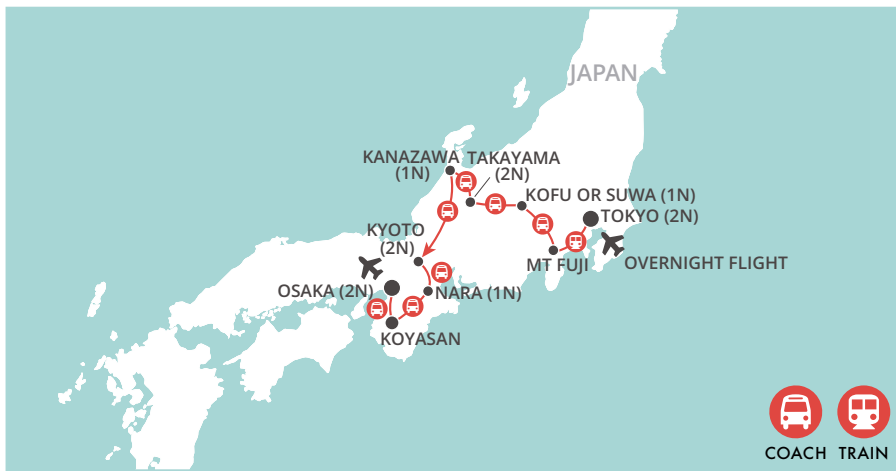 JAPAN
KANAZAWA
(1N)
TAKAYAMA
(2N)
KOFU OR SUWA (1N)
TOKYO (2N)
KYOTO
(2N)
MT FUJI
OVERNIGHT FLIGHT
OSAKA (2N)
NARA (1N)
KOYASAN
COACH
TRAIN